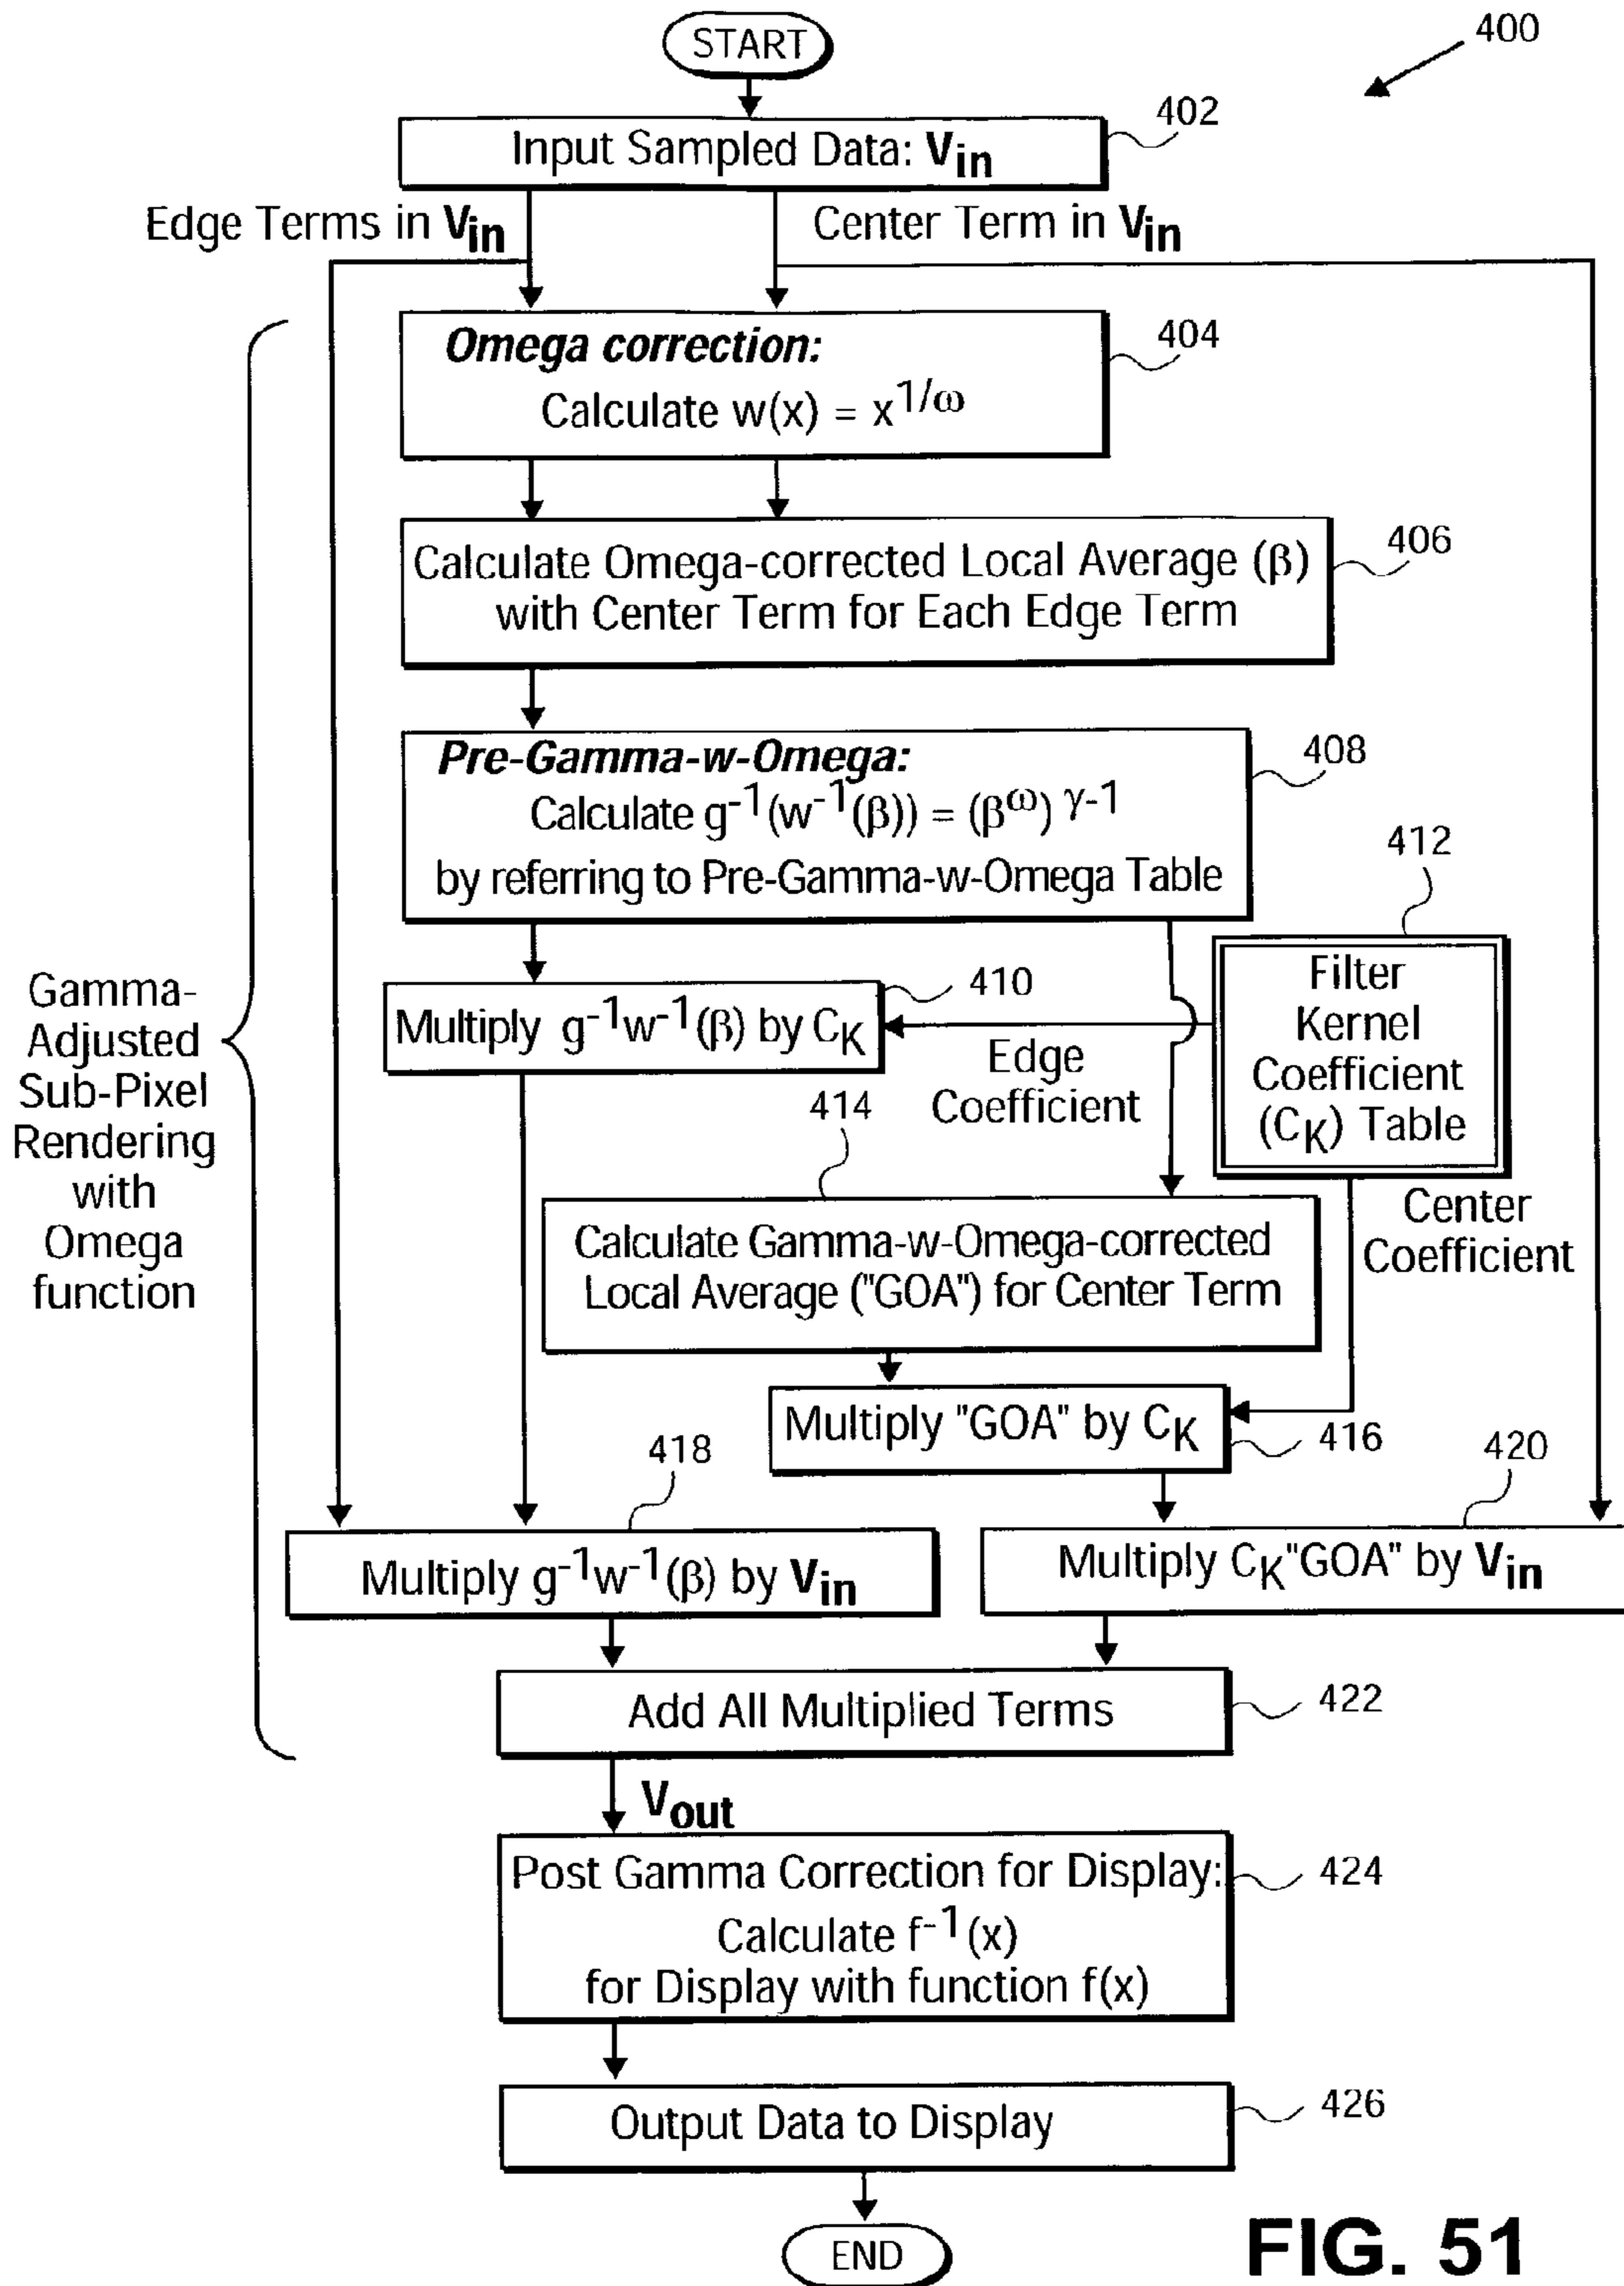 START
400
402
Input Sampled Data: Vin
Edge Terms in Vin
Center Term in Vin
Omega correction:
Calculate w(x) = x^1/ω
404
Calculate Omega-corrected Local Average (β)
with Center Term for Each Edge Term
406
Pre-Gamma-w-Omega:
Calculate g-1(w-1(β)) = (βω) γ-1
by referring to Pre-Gamma-w-Omega Table
408
412
Filter
Kernel
Coefficient
(CK) Table
410
Multiply g-1w-1(β) by CK
Edge
Coefficient
Gamma-
Adjusted
Sub-Pixel
Rendering
with
Omega
function
414
Calculate Gamma-w-Omega-corrected
Local Average ("GOA") for Center Term
Center
Coefficient
Multiply "GOA" by CK
416
418
420
Multiply g-1w-1(β) by Vin
Multiply CK"GOA" by Vin
Add All Multiplied Terms
422
Vout
Post Gamma Correction for Display:
Calculate f-1(x)
for Display with function f(x)
424
Output Data to Display
426
END
FIG. 51